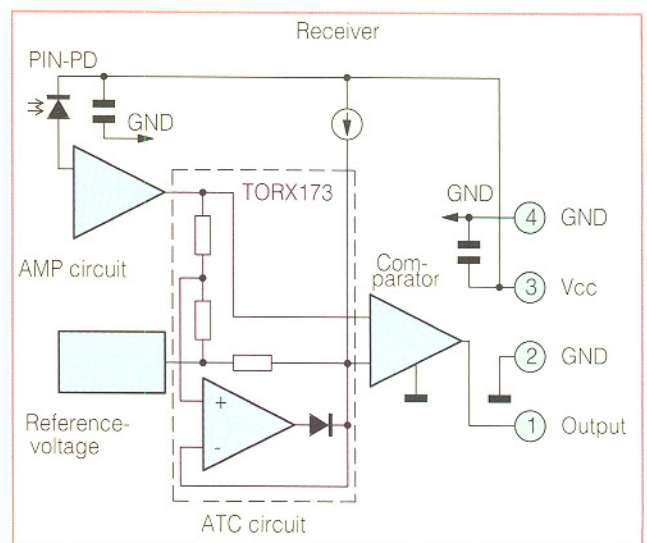 Receiver
PIN-PD
GND
TORX173
GND
4 GND
AMP circuit
Com-
parator
3 Vcc
2 GND
+
Reference-
voltage
-
1 Output
ATC circuit